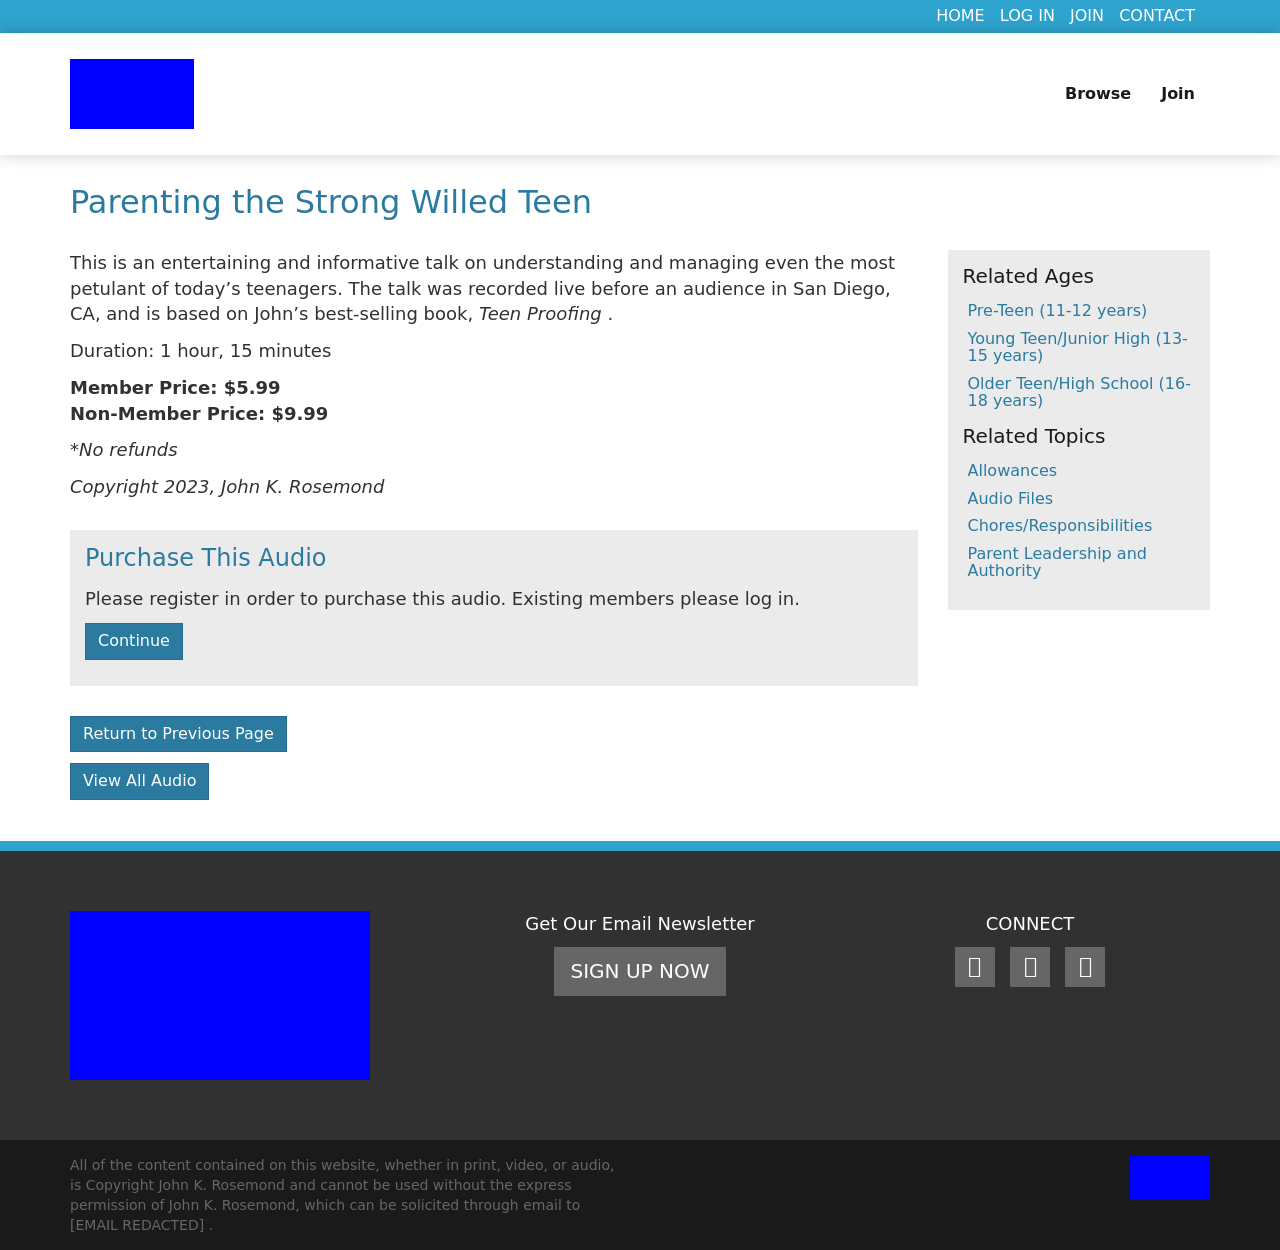 HOME LOG IN JOIN CONTACT
Browse Join
Parenting the Strong Willed Teen
This is an entertaining and informative talk on understanding and managing even the most
petulant of today’s teenagers. The talk was recorded live before an audience in San Diego,
CA, and is based on John’s best-selling book, Teen Proofing .
Duration: 1 hour, 15 minutes
Member Price: $5.99
Non-Member Price: $9.99
*No refunds
Copyright 2023, John K. Rosemond
Purchase This Audio
Please register in order to purchase this audio. Existing members please log in.
Continue
Return to Previous Page
View All Audio
Related Ages
Pre-Teen (11-12 years)
Young Teen/Junior High (13-
15 years)
Older Teen/High School (16-
18 years)
Related Topics
Allowances
Audio Files
Chores/Responsibilities
Parent Leadership and
Authority
Get Our Email Newsletter
SIGN UP NOW
CONNECT
All of the content contained on this website, whether in print, video, or audio,
is Copyright John K. Rosemond and cannot be used without the express
permission of John K. Rosemond, which can be solicited through email to
[EMAIL REDACTED] .